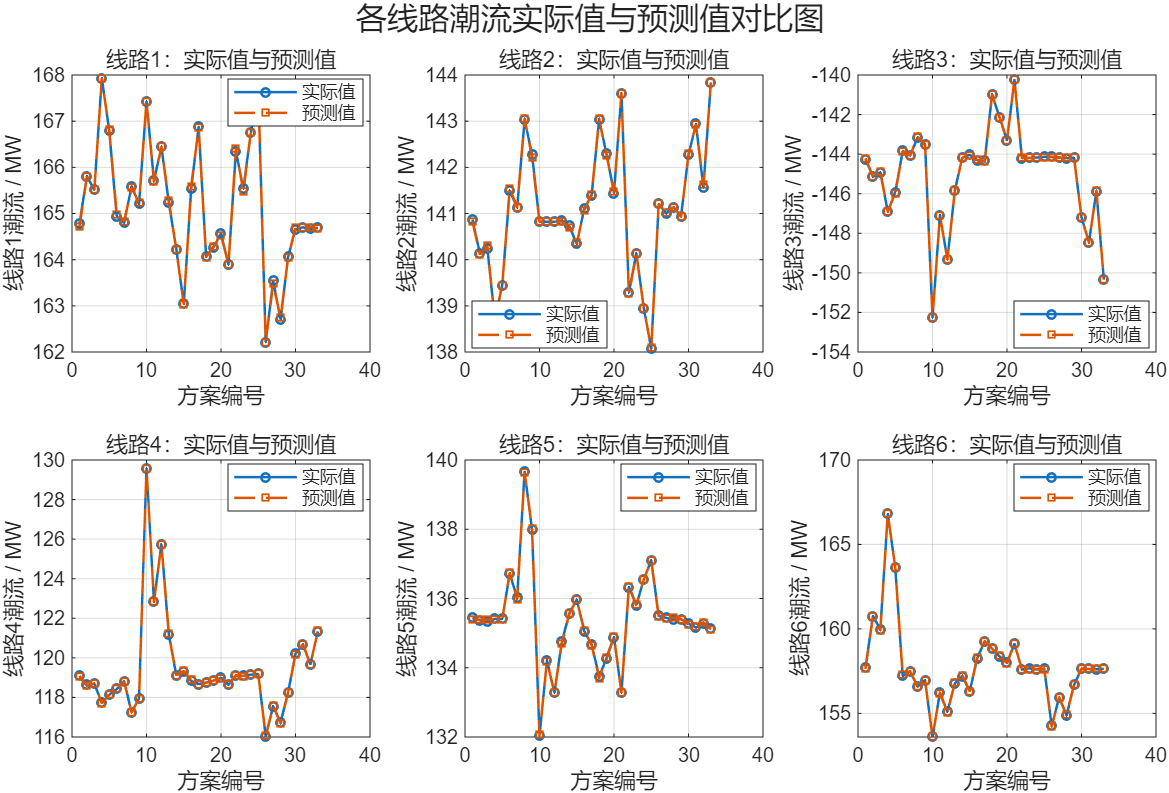 各线路潮流实际值与预测值对比图
线路1：实际值与预测值
线路1潮流 / MW
168
167
166
165
164
163
162
0
10
20
30
40
方案编号
实际值
预测值
线路2：实际值与预测值
线路2潮流 / MW
144
143
142
141
140
139
138
0
10
20
30
40
方案编号
实际值
预测值
线路3：实际值与预测值
线路3潮流 / MW
-140
-142
-144
-146
-148
-150
-152
-154
0
10
20
30
40
方案编号
实际值
预测值
线路4：实际值与预测值
线路4潮流 / MW
130
128
126
124
122
120
118
116
0
10
20
30
40
方案编号
实际值
预测值
线路5：实际值与预测值
线路5潮流 / MW
140
138
136
134
132
0
10
20
30
40
方案编号
实际值
预测值
线路6：实际值与预测值
线路6潮流 / MW
170
165
160
155
0
10
20
30
40
方案编号
实际值
预测值